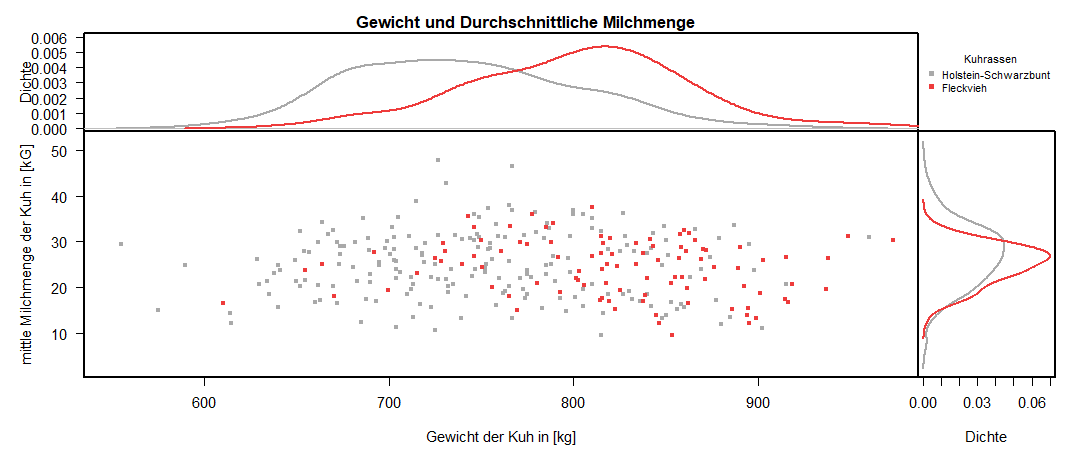 Gewicht und Durchschnittliche Milchmenge
0.006
0.005
0.004
0.003
0.002
0.001
0.000
Dichte
Kuhrassen
Holstein-Schwarzbunt
Fleckvieh
50
40
30
20
10
mittle Milchmenge der Kuh in [kG]
600 700 800 900
Gewicht der Kuh in [kg]
0.00 0.03 0.06
Dichte